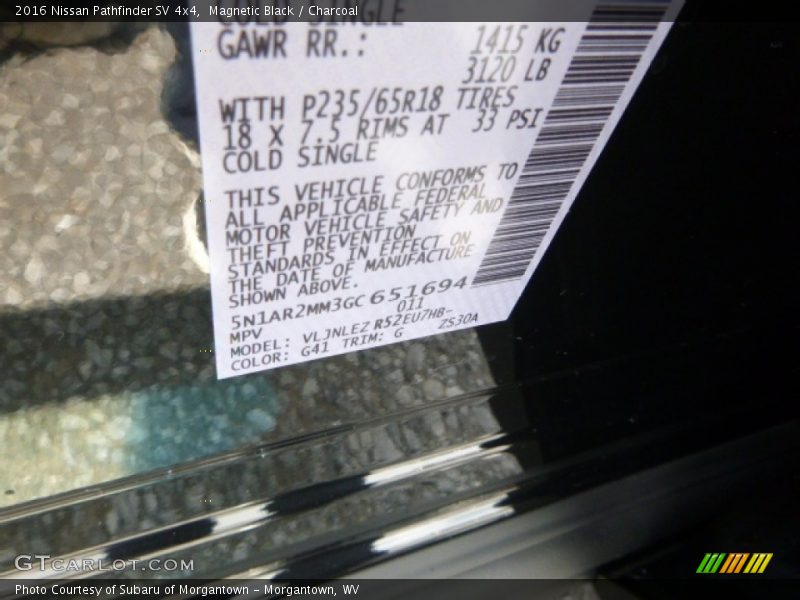 2016 Nissan Pathfinder SV 4x4, Magnetic Black / Charcoal
COLD SINGLE
GAWR RR.: 1415 KG
3120 LB
WITH P235/65R18 TIRES
18 X 7.5 RIMS AT 33 PSI
COLD SINGLE
THIS VEHICLE CONFORMS TO
ALL APPLICABLE FEDERAL
MOTOR VEHICLE SAFETY AND
THEFT PREVENTION
STANDARDS IN EFFECT ON
THE DATE OF MANUFACTURE
SHOWN ABOVE.
5N1AR2MM3GC651694
MPV 011
MODEL: VLJNLEZ R52EU7HB-
COLOR: G41 TRIM: G ZS30A
GTCARLOT.COM
Photo Courtesy of Subaru of Morgantown - Morgantown, WV